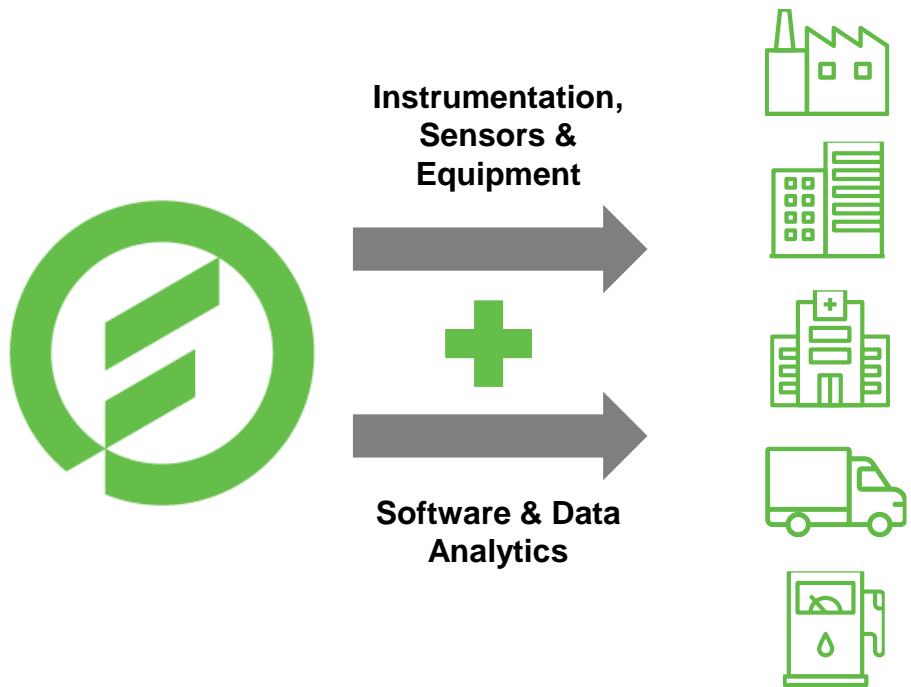 Instrumentation,
Sensors &
Equipment
Software & Data
Analytics